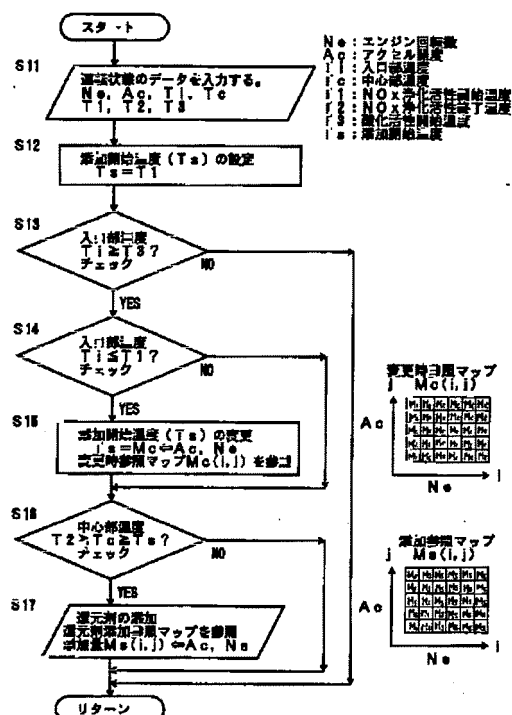 スタート
S11
運転状態のデータを入力する。
Ne, Ac, Ti, Tc
T1, T2, T3
S12
添加開始温度(Ts)の設定
Ts=T1
S13
入口部温度
Ti≧T3?
チェック
NO
YES
S14
入口部温度
Ti≦T1?
チェック
NO
YES
S15
添加開始温度(Ts)の変更
Ts=Mc⇦Ac, Ne
変更時参照マップMc(i,j)を参照
S16
中心部温度
T2>Tc≧Ts?
チェック
NO
YES
S17
還元剤の添加
還元剤添加参照マップを参照
添加量Ms(i,j)⇦Ac, Ne
リターン
Ne:エンジン回転数
Ac:アクセル開度
Ti:入口部温度
Tc:中心部温度
T1:NOx浄化活性開始温度
T2:NOx浄化活性終了温度
T3:酸化活性開始温度
Ts:添加開始温度
変更時参照マップ
j Mc(i,j)
Ac
Ne
i
添加参照マップ
j Ms(i,j)
Ac
Ne
i